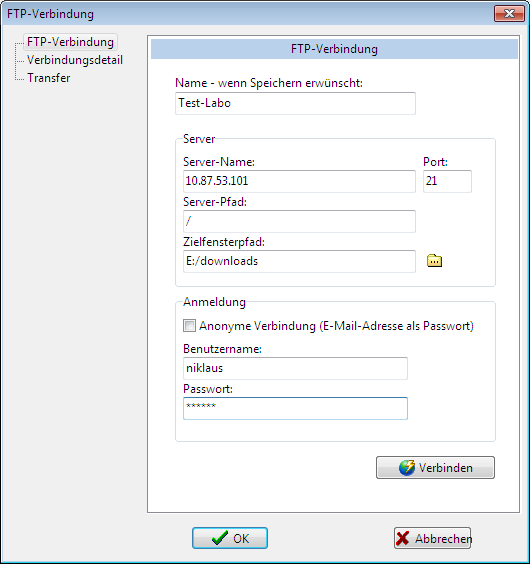 FTP-Verbindung
FTP-Verbindung
Verbindungsdetail
Transfer
FTP-Verbindung
Name - wenn Speichern erwünscht:
Test-Labo
Server
Server-Name: Port:
10.87.53.101 21
Server-Pfad:
/
Zielfensterpfad:
E:/downloads
Anmeldung
Anonyme Verbindung (E-Mail-Adresse als Passwort)
Benutzername:
niklaus
Passwort:
******
Verbinden
OK Abbrechen